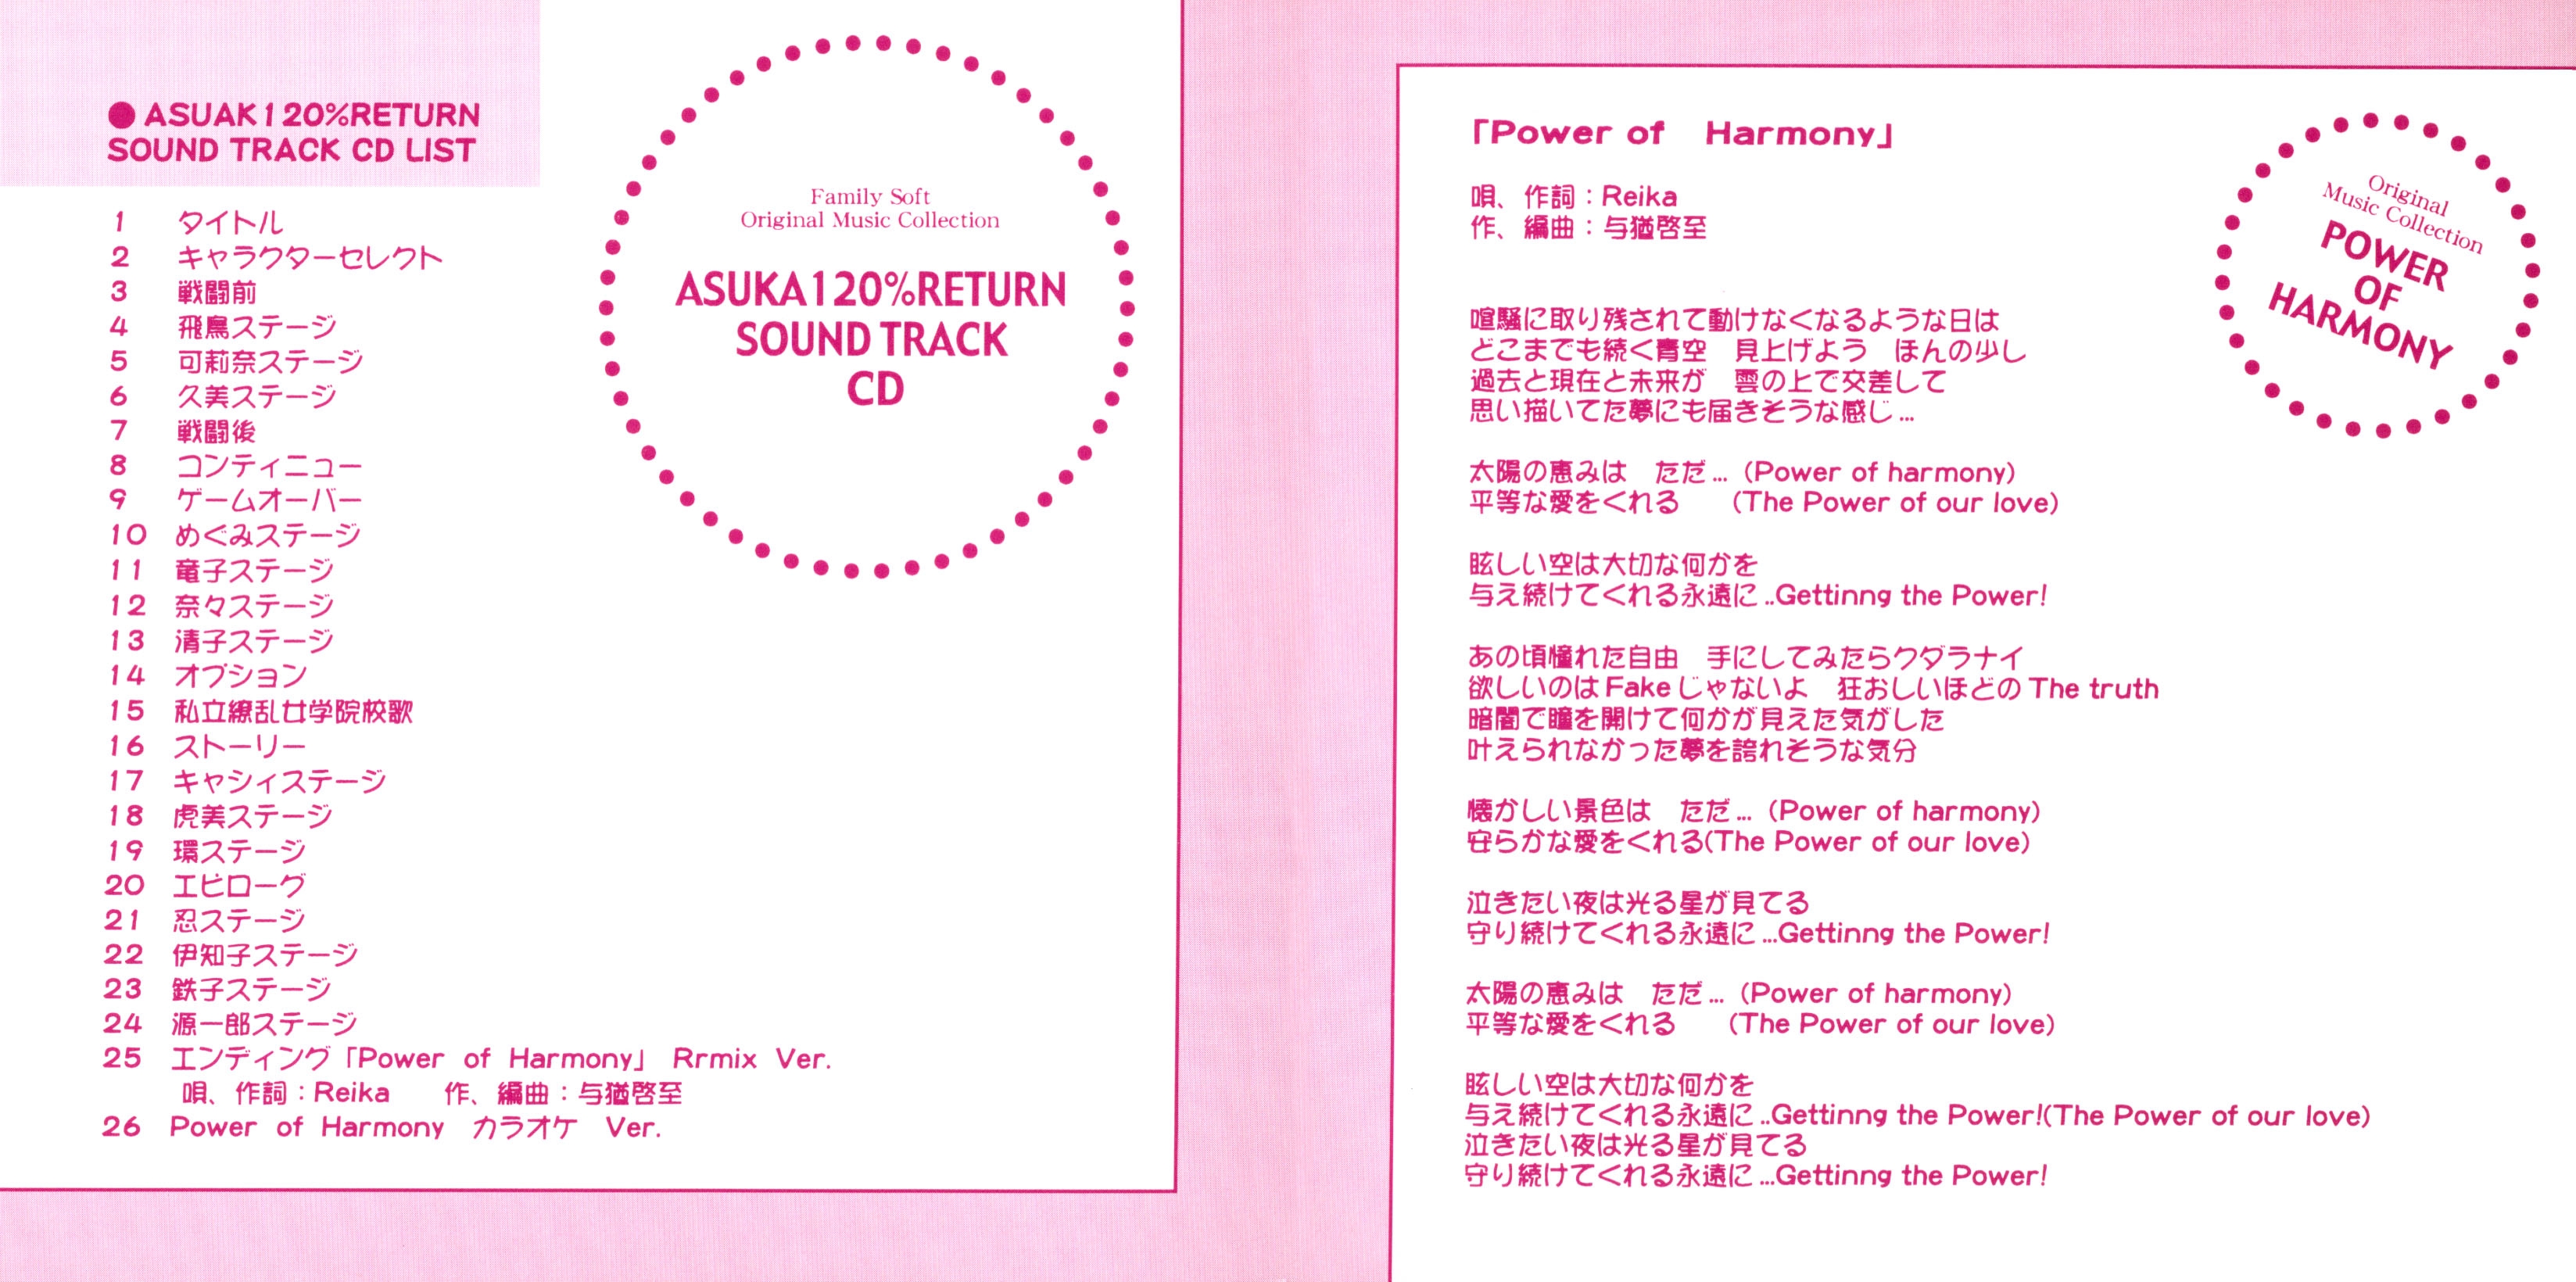 ● ASUAK120%RETURN
SOUND TRACK CD LIST
1 タイトル
2 キャラクターセレクト
3 戦闘前
4 飛鳥ステージ
5 可莉奈ステージ
6 久美ステージ
7 戦闘後
8 コンティニュー
9 ゲームオーバー
10 めぐみステージ
11 竜子ステージ
12 奈々ステージ
13 清子ステージ
14 オプション
15 私立繚乱女学院校歌
16 ストーリー
17 キャシィステージ
18 虎美ステージ
19 環ステージ
20 エピローグ
21 忍ステージ
22 伊知子ステージ
23 鉄子ステージ
24 源一郎ステージ
25 エンディング「Power of Harmony」 Rrmix Ver.
唄、作詞：Reika 作、編曲：与猶啓至
26 Power of Harmony カラオケ Ver.
Family Soft
Original Music Collection
ASUKA120%RETURN
SOUND TRACK
CD
「Power of Harmony」
唄、作詞：Reika
作、編曲：与猶啓至
喧騒に取り残されて動けなくなるような日は
どこまでも続く青空 見上げよう ほんの少し
過去と現在と未来が 雲の上で交差して
思い描いてた夢にも届きそうな感じ...
太陽の恵みは ただ...（Power of harmony）
平等な愛をくれる （The Power of our love）
眩しい空は大切な何かを
与え続けてくれる永遠に..Gettinng the Power!
あの頃憧れた自由 手にしてみたらクダラナイ
欲しいのはFakeじゃないよ 狂おしいほどのThe truth
暗闇で瞳を開けて何かが見えた気がした
叶えられなかった夢を誇れそうな気分
懐かしい景色は ただ...（Power of harmony）
安らかな愛をくれる(The Power of our love）
泣きたい夜は光る星が見てる
守り続けてくれる永遠に...Gettinng the Power!
太陽の恵みは ただ...（Power of harmony）
平等な愛をくれる （The Power of our love）
眩しい空は大切な何かを
与え続けてくれる永遠に..Gettinng the Power!(The Power of our love）
泣きたい夜は光る星が見てる
守り続けてくれる永遠に...Gettinng the Power!
Original
Music Collection
POWER
OF
HARMONY